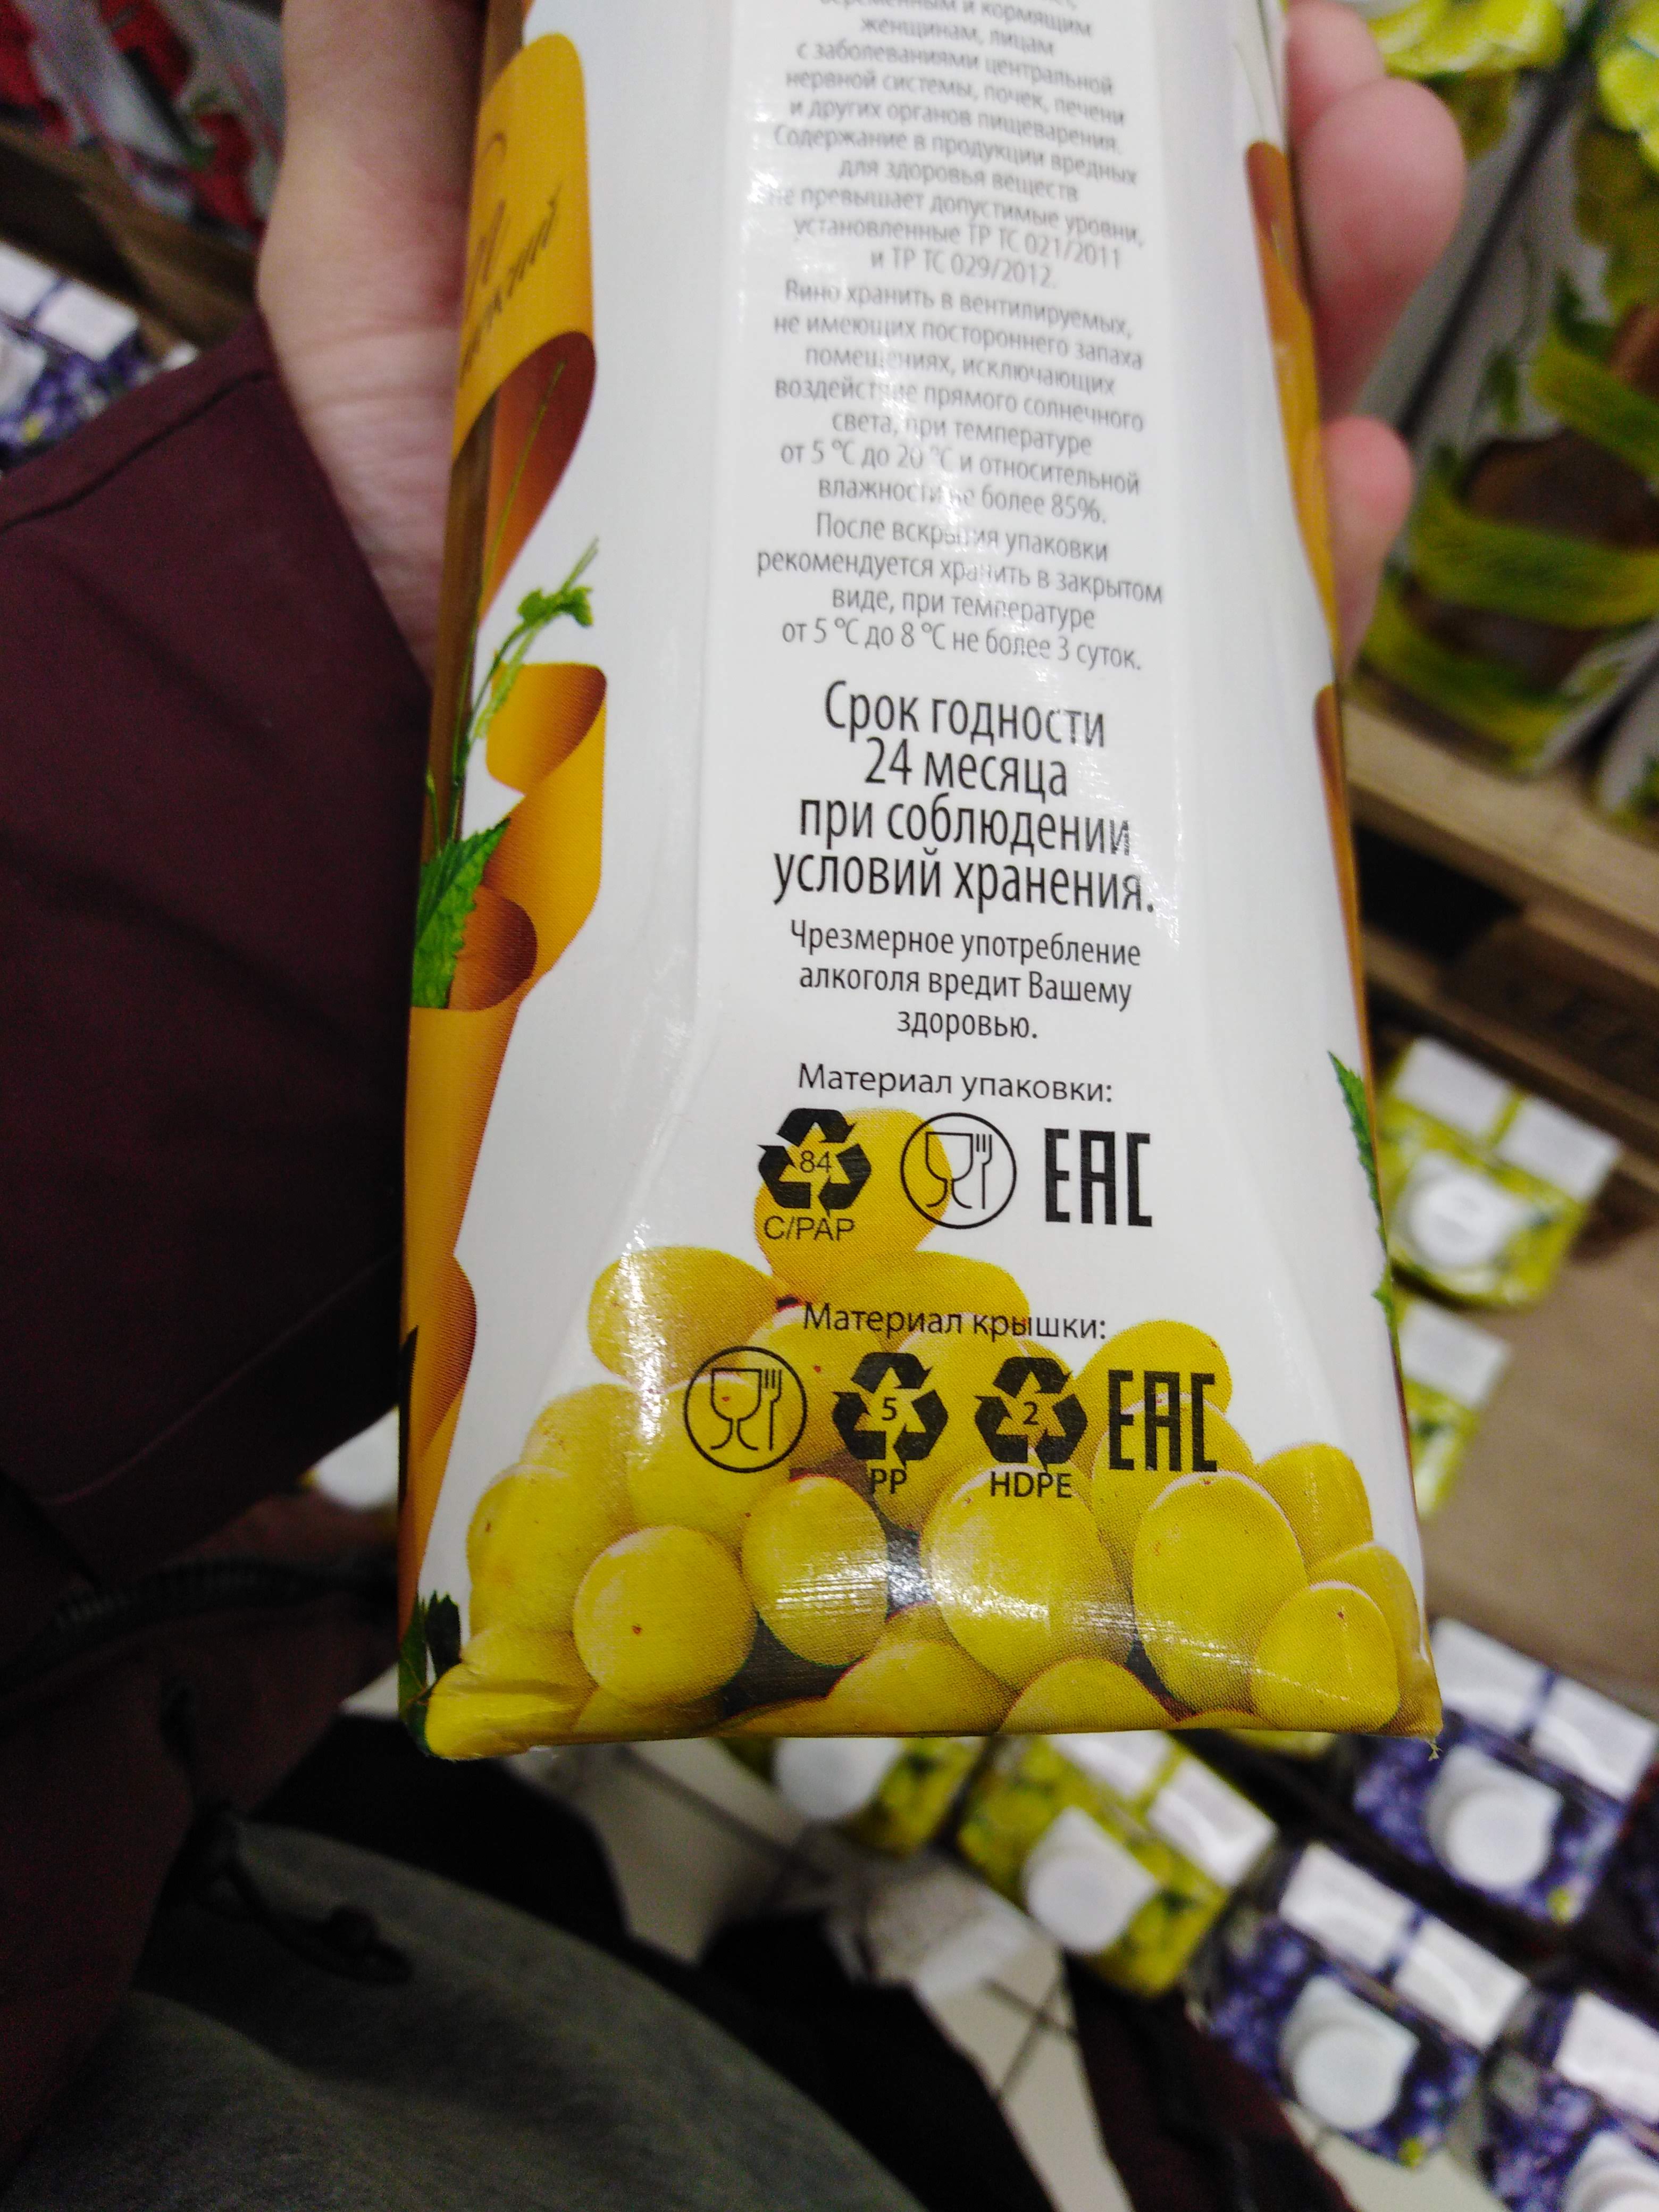 беременным и кормящим
женщинам, лицам
с заболеваниями центральной
нервной системы, почек, печени
и других органов пищеварения.
Содержание в продукции вредных
для здоровья веществ
не превышает допустимые уровни,
установленные ТР ТС 021/2011
и ТР ТС 029/2012.
Вино хранить в вентилируемых,
не имеющих постороннего запаха
помещениях, исключающих
воздействие прямого солнечного
света, при температуре
от 5 °C до 20 °C и относительной
влажности не более 85%.
После вскрытия упаковки
рекомендуется хранить в закрытом
виде, при температуре
от 5 °C до 8 °C не более 3 суток.
Срок годности
24 месяца
при соблюдении
условий хранения.
Чрезмерное употребление
алкоголя вредит Вашему
здоровью.
Материал упаковки:
84
C/PAP
EAC
Материал крышки:
5
PP
2
HDPE
EAC